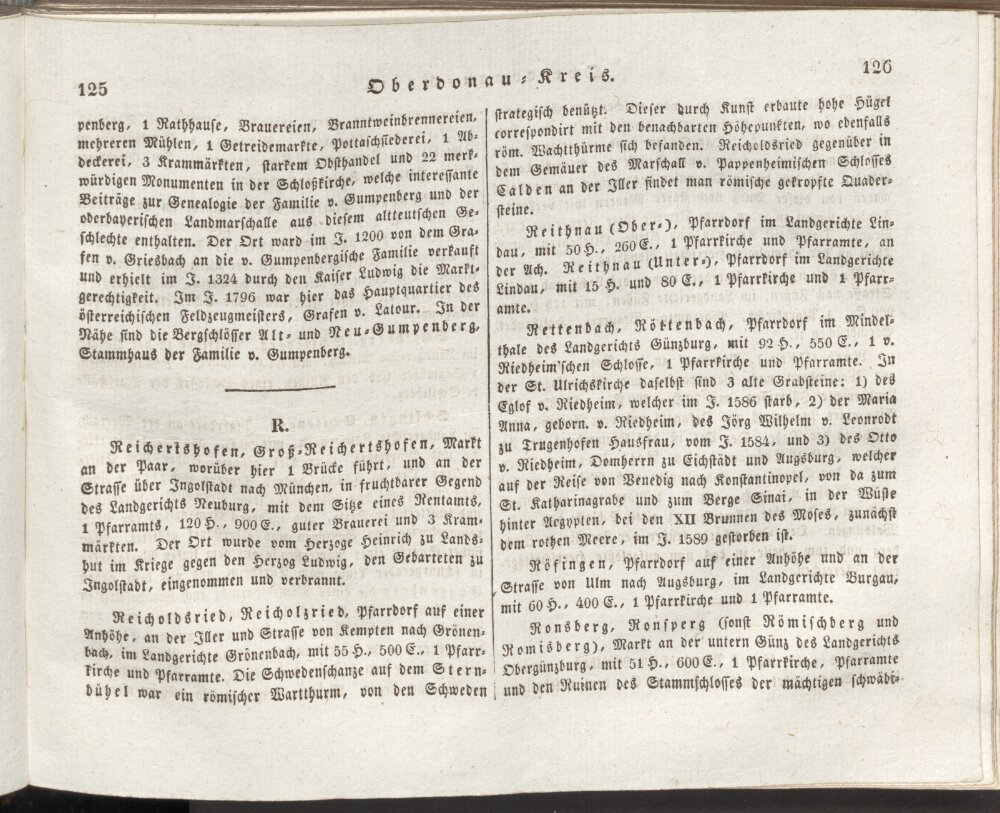 125
Oberdonau-Kreis.
126
penberg, 1 Rathhause, Brauereien, Branntweinbrennereien,
mehreren Mühlen, 1 Getreidemarkte, Pottaschsiederei, 1 Ab-
deckerei, 3 Krammärkten, starkem Obsthandel und 22 merk-
würdigen Monumenten in der Schloßkirche, welche interessante
Beiträge zur Genealogie der Familie v. Gumpenberg und der
oderbayerischen Landmarschalle aus diesem altteutschen Ge-
schlechte enthalten. Der Ort ward im J. 1200 von dem Gra-
fen v. Griesbach an die v. Gumpenbergische Familie verkauft
und erhielt im J. 1324 durch den Kaiser Ludwig die Markt-
gerechtigkeit. Im J. 1796 war hier das Hauptquartier des
österreichischen Feldzeugmeisters, Grafen v. Latour. In der
Nähe sind die Bergschlösser Alt- und Neu-Gumpenberg,
Stammhaus der Familie v. Gumpenberg.
R.
Reichertshofen, Groß-Reichertshofen, Markt
an der Paar, worüber hier 1 Brücke führt, und an der
Strasse über Ingolstadt nach München, in fruchtbarer Gegend
des Landgerichts Neuburg, mit dem Sitze eines Rentamts,
1 Pfarramts, 120 H., 900 E., guter Brauerei und 3 Kram-
märkten. Der Ort wurde vom Herzoge Heinrich zu Lands-
hut im Kriege gegen den Herzog Ludwig, den Gebarteten zu
Ingolstadt, eingenommen und verbrannt.
Reicholdsried, Reicholzried, Pfarrdorf auf einer
Anhöhe, an der Iller und Strasse von Kempten nach Grönen-
bach, im Landgerichte Grönenbach, mit 55 H., 500 E., 1 Pfarr-
kirche und Pfarramte. Die Schwedenschanze auf dem Stern-
bühel war ein römischer Wartthurm, von den Schweden
strategisch benützt. Dieser durch Kunst erbaute hohe Hügel
correspondirt mit den benachbarten Höhepunkten, wo ebenfalls
röm. Wachtthürme sich befanden. Reicholdsried gegenüber in
dem Gemäuer des Marschall v. Pappenheimischen Schlosses
Calden an der Iller findet man römische gekropfte Quader-
steine.
Reithnau (Ober-), Pfarrdorf im Landgerichte Lin-
dau, mit 50 H., 260 E., 1 Pfarrkirche und Pfarramte, an
der Ach. Reithnau (Unter-), Pfarrdorf im Landgerichte
Lindau, mit 15 H. und 80 E., 1 Pfarrkirche und 1 Pfarr-
amte.
Rettenbach, Röttenbach, Pfarrdorf im Mindel-
thale des Landgerichts Günzburg, mit 92 H., 550 E., 1 v.
Riedheim'schen Schlosse, 1 Pfarrkirche und Pfarramte. In
der St. Ulrichskirche daselbst sind 3 alte Grabsteine: 1) des
Eglof v. Riedheim, welcher im J. 1586 starb, 2) der Maria
Anna, geborn. v. Riedheim, des Jörg Wilhelm v. Leonrodt
zu Trugenhofen Hausfrau, vom J. 1584, und 3) des Otto
v. Riedheim, Domherrn zu Eichstädt und Augsburg, welcher
auf der Reise von Venedig nach Konstantinopel, von da zum
St. Katharinagrabe und zum Berge Sinai, in der Wüste
hinter Aegypten, bei den XII Brunnen des Moses, zunächst
dem rothen Meere, im J. 1589 gestorben ist.
Röfingen, Pfarrdorf auf einer Anhöhe und an der
Strasse von Ulm nach Augsburg, im Landgerichte Burgau,
mit 60 H., 400 E., 1 Pfarrkirche und 1 Pfarramte.
Ronsberg, Ronsperg (sonst Römischberg und
Romisberg), Markt an der untern Günz des Landgerichts
Obergünzburg, mit 51 H., 600 E., 1 Pfarrkirche, Pfarramte
und den Ruinen des Stammschlosses der mächtigen schwäbi-